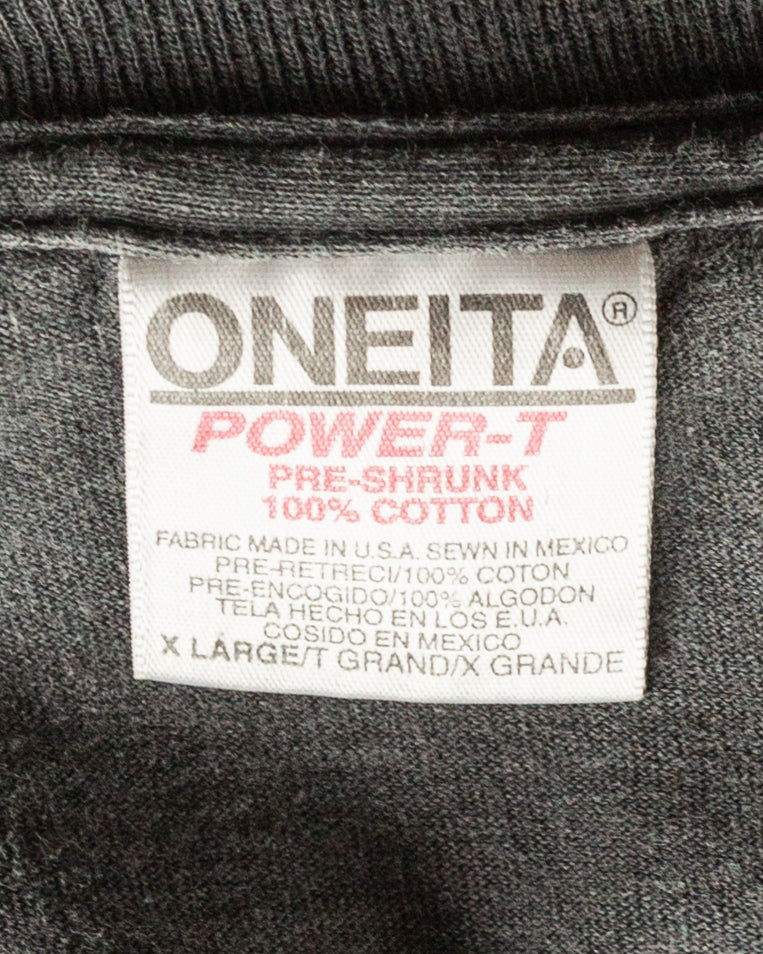 ONEITA®
POWER-T
PRE-SHRUNK
100% COTTON
FABRIC MADE IN U.S.A. SEWN IN MEXICO
PRE-RETRECI/100% COTON
PRE-ENCOGIDO/100% ALGODON
TELA HECHO EN LOS E.U.A.
COSIDO EN MEXICO
X LARGE/T GRAND/X GRANDE